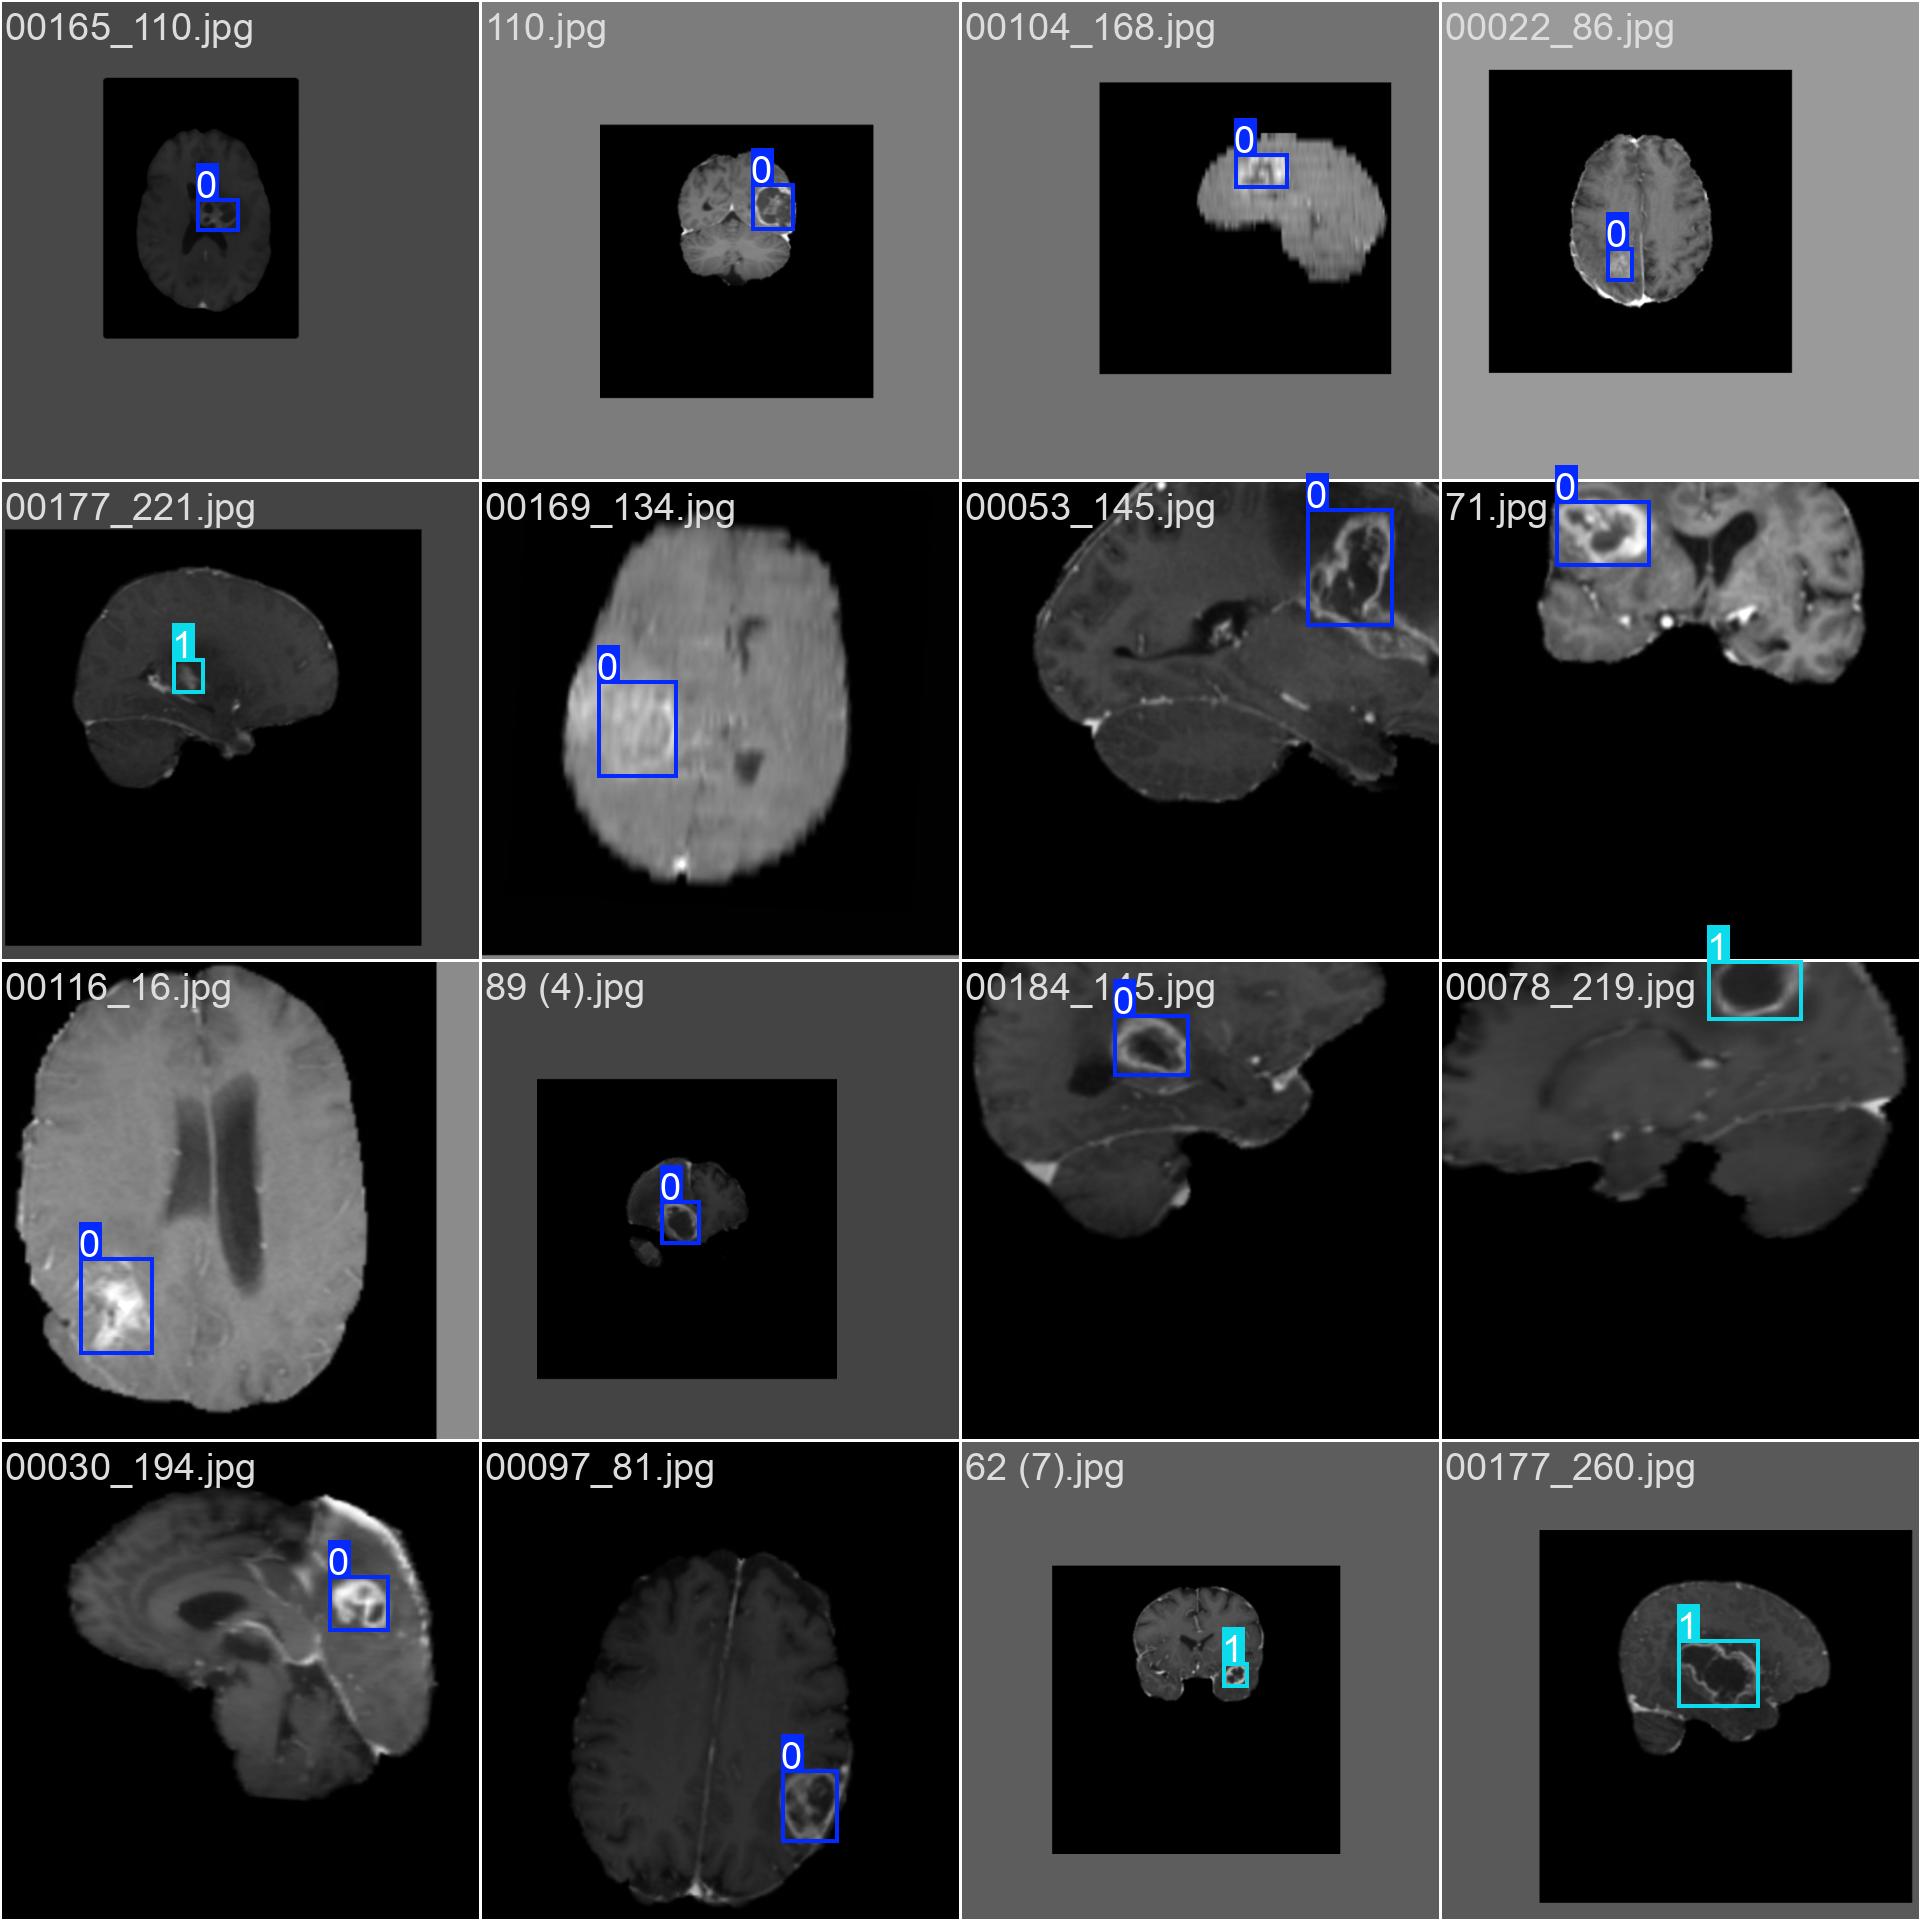 00165_110.jpg
0
110.jpg
0
00104_168.jpg
0
00022_86.jpg
0
00177_221.jpg
1
00169_134.jpg
0
00053_145.jpg
0
71.jpg
0
00116_16.jpg
0
89 (4).jpg
0
00184_145.jpg
0
00078_219.jpg
1
00030_194.jpg
0
00097_81.jpg
0
62 (7).jpg
1
00177_260.jpg
1